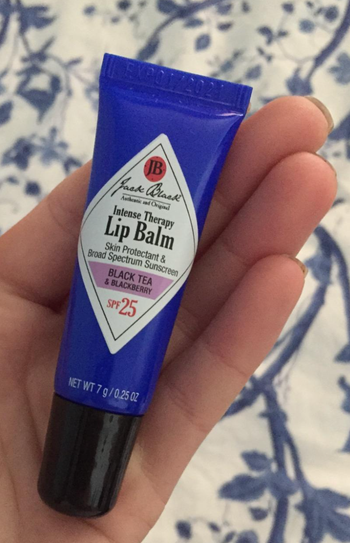 JB
Jack Black
Authentic and Original
Intense Therapy
Lip Balm
Skin Protectant &
Broad Spectrum Sunscreen
BLACK TEA
& BLACKBERRY
SPF 25
NET WT 7 g / 0.25 OZ